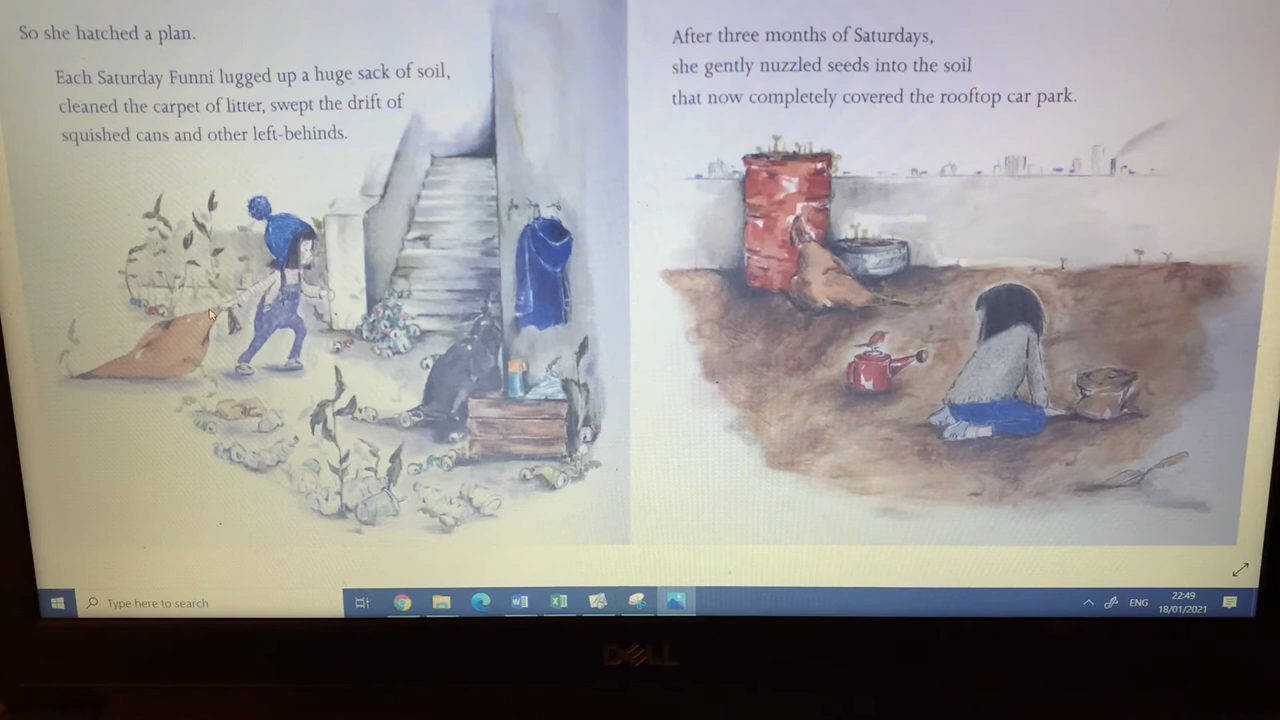 So she hatched a plan.
Each Saturday Funni lugged up a huge sack of soil,
cleaned the carpet of litter, swept the drift of
squished cans and other left-behinds.
After three months of Saturdays,
she gently nuzzled seeds into the soil
that now completely covered the rooftop car park.
Type here to search
ENG
22:49
18/01/2021
DELL